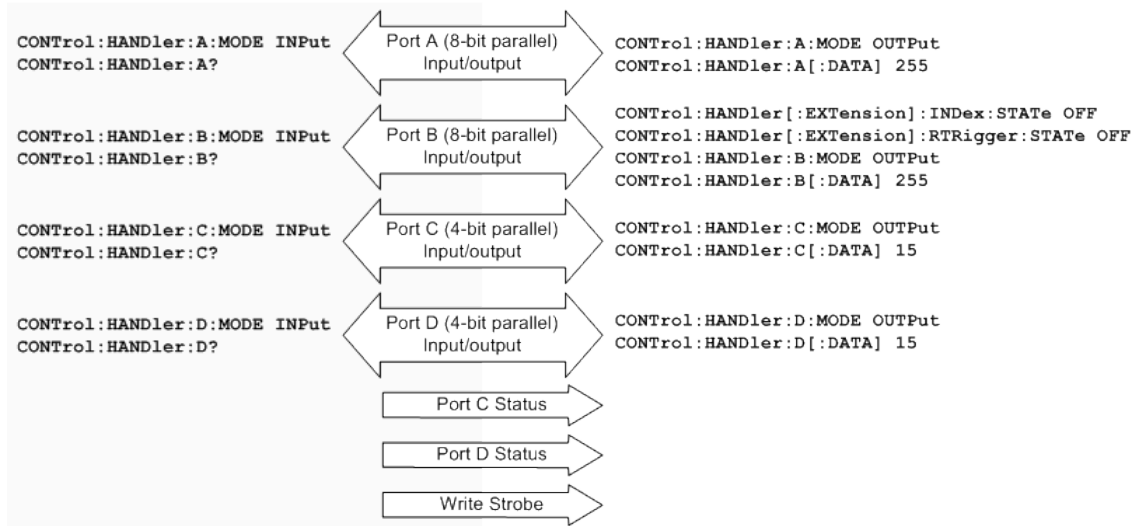 CONTrol:HANDler:A:MODE INPut
CONTrol:HANDler:A?
Port A (8-bit parallel)
Input/output
CONTrol:HANDler:A:MODE OUTPut
CONTrol:HANDler:A[:DATA] 255
CONTrol:HANDler:B:MODE INPut
CONTrol:HANDler:B?
Port B (8-bit parallel)
Input/output
CONTrol:HANDler[:EXTension]:INDex:STATe OFF
CONTrol:HANDler[:EXTension]:RTRigger:STATe OFF
CONTrol:HANDler:B:MODE OUTPut
CONTrol:HANDler:B[:DATA] 255
CONTrol:HANDler:C:MODE INPut
CONTrol:HANDler:C?
Port C (4-bit parallel)
Input/output
CONTrol:HANDler:C:MODE OUTPut
CONTrol:HANDler:C[:DATA] 15
CONTrol:HANDler:D:MODE INPut
CONTrol:HANDler:D?
Port D (4-bit parallel)
Input/output
CONTrol:HANDler:D:MODE OUTPut
CONTrol:HANDler:D[:DATA] 15
Port C Status
Port D Status
Write Strobe